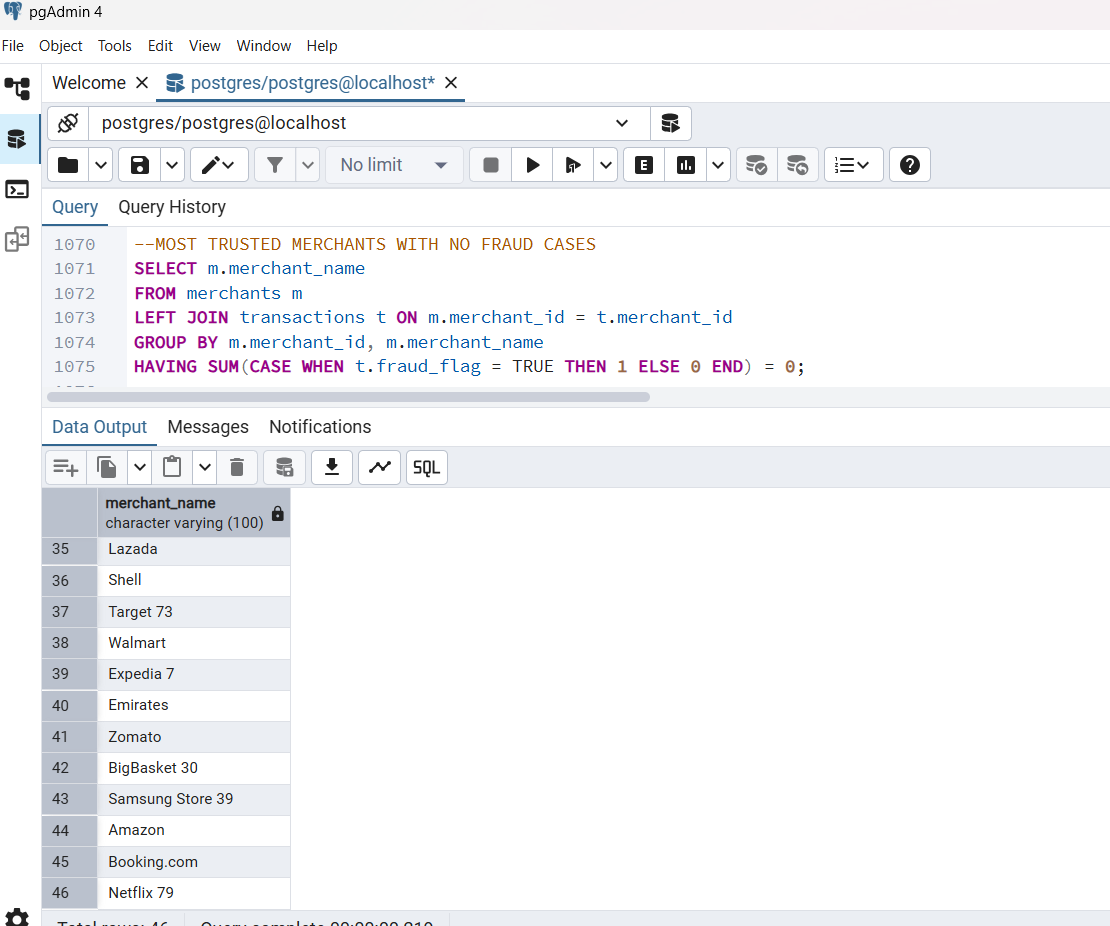 pgAdmin 4
File Object Tools Edit View Window Help
Welcome postgres/postgres@localhost*
postgres/postgres@localhost
No limit E
Query Query History
1070 --MOST TRUSTED MERCHANTS WITH NO FRAUD CASES
1071 SELECT m.merchant_name
1072 FROM merchants m
1073 LEFT JOIN transactions t ON m.merchant_id = t.merchant_id
1074 GROUP BY m.merchant_id, m.merchant_name
1075 HAVING SUM(CASE WHEN t.fraud_flag = TRUE THEN 1 ELSE 0 END) = 0;
Data Output Messages Notifications
SQL
merchant_name
character varying (100)
35 Lazada
36 Shell
37 Target 73
38 Walmart
39 Expedia 7
40 Emirates
41 Zomato
42 BigBasket 30
43 Samsung Store 39
44 Amazon
45 Booking.com
46 Netflix 79
Total rows: 46 Query complete